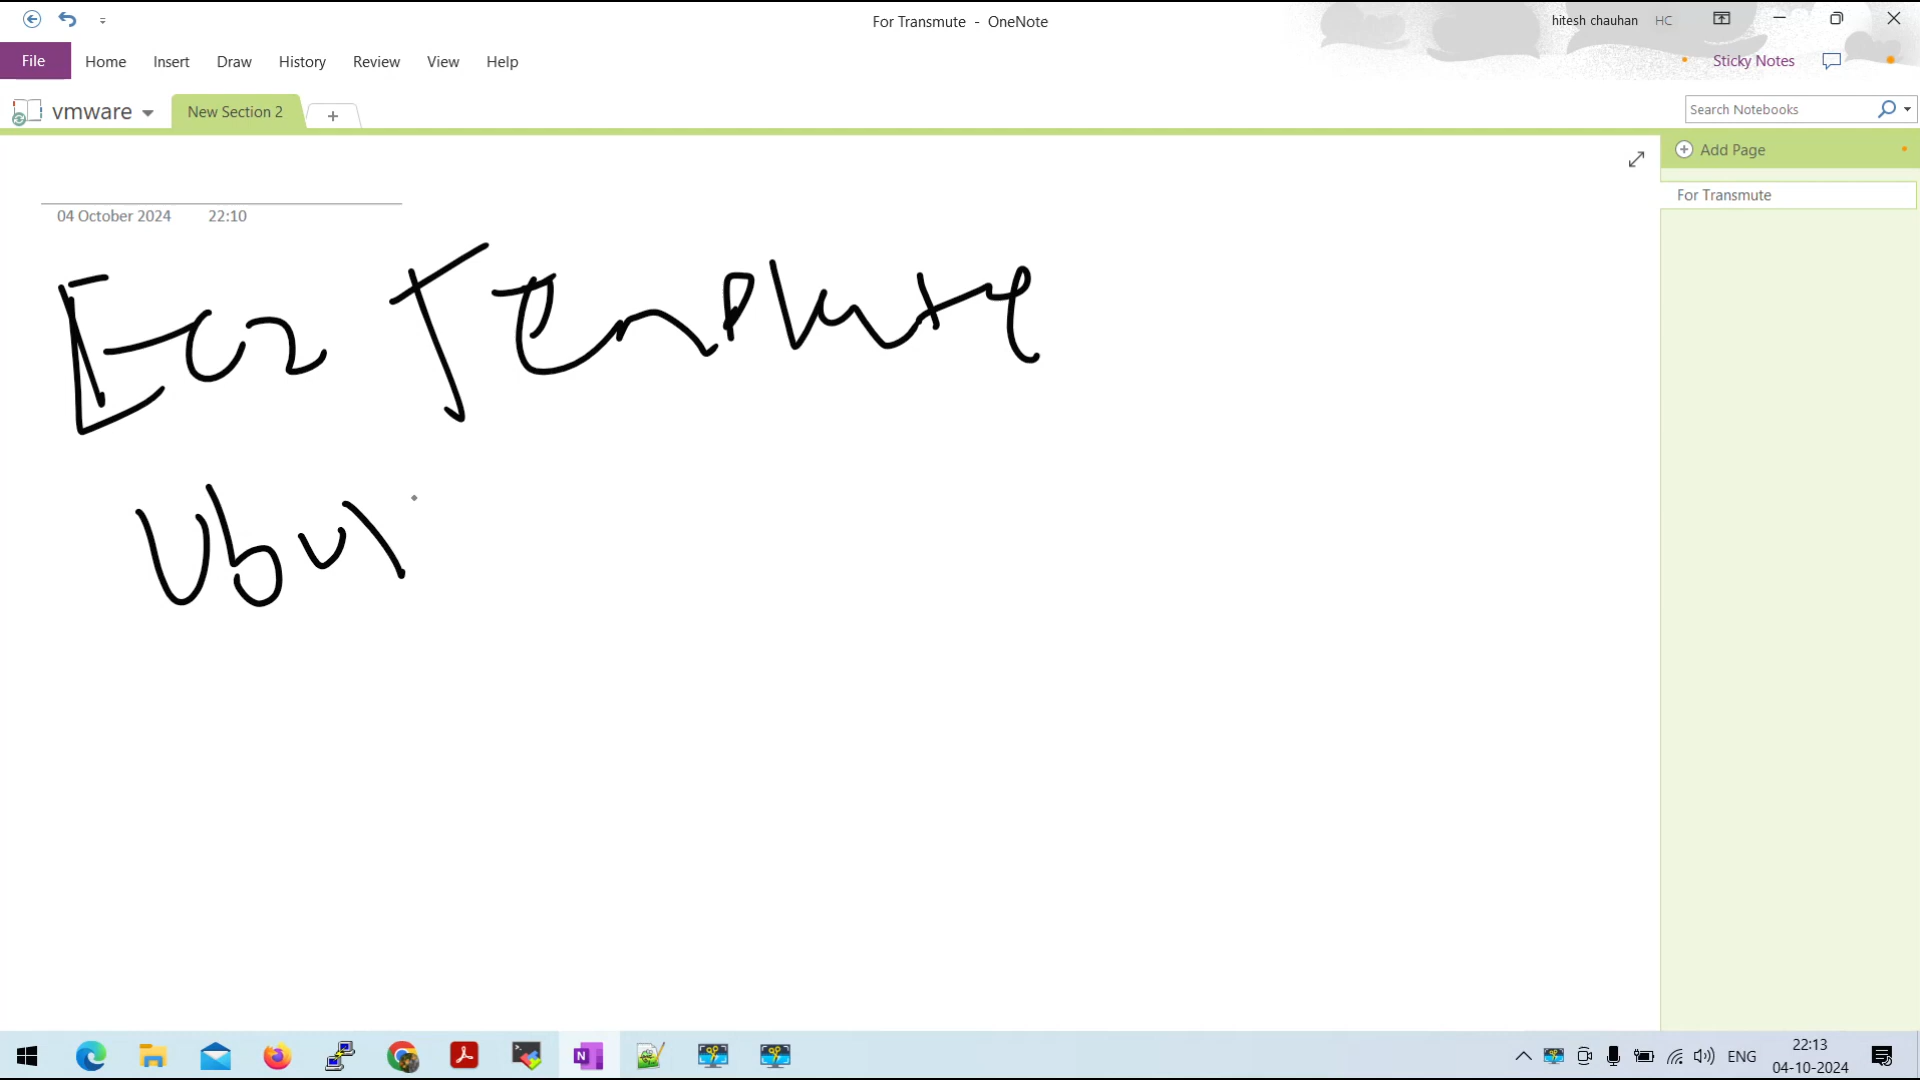 For Transmute - OneNote
hitesh chauhan HC
File Home Insert Draw History Review View Help
Sticky Notes
vmware New Section 2
Search Notebooks
Add Page
For Transmute
04 October 2024 22:10
For Template
Ubu
ENG
22:13
04-10-2024